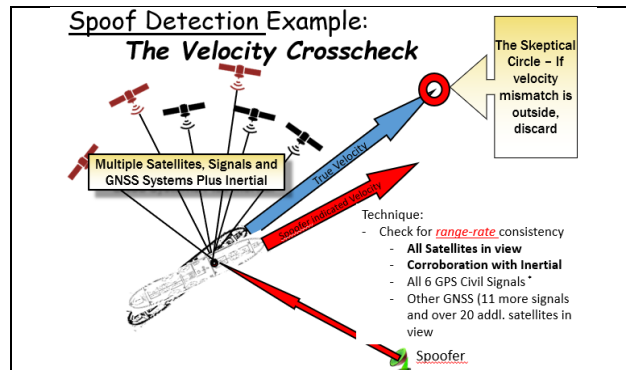 Spoof Detection Example:
The Velocity Crosscheck
The Skeptical
Circle – If
velocity
mismatch is
outside,
discard
Multiple Satellites, Signals and
GNSS Systems Plus Inertial
True Velocity
Spoofer Indicated Velocity
Technique:
- Check for range-rate consistency
- All Satellites in view
- Corroboration with Inertial
- All 6 GPS Civil Signals *
- Other GNSS (11 more signals
and over 20 addl. satellites in
view
Spoofer